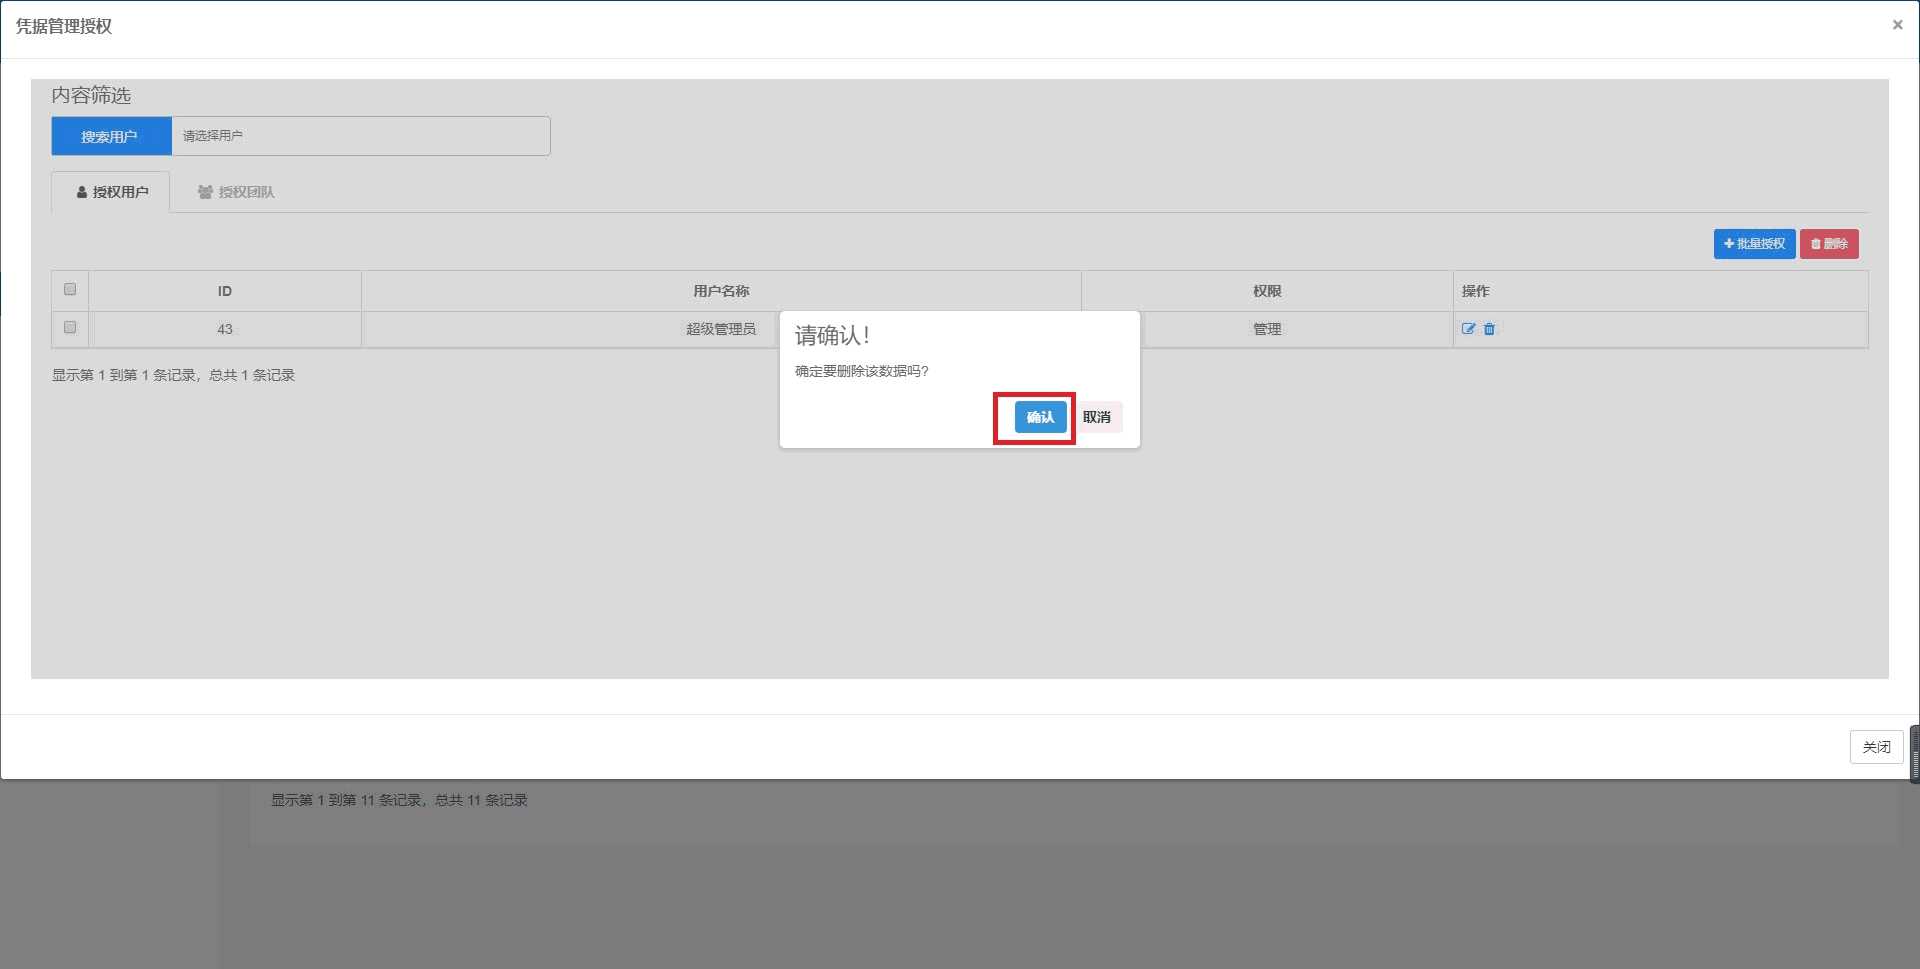 凭据管理授权
×
内容筛选
搜索用户 请选择用户
授权用户 授权团队
批量授权 删除
ID 用户名称 权限 操作
43 超级管理员 管理
显示第 1 到第 1 条记录，总共 1 条记录
请确认！
确定要删除该数据吗?
确认 取消
关闭
显示第 1 到第 11 条记录，总共 11 条记录